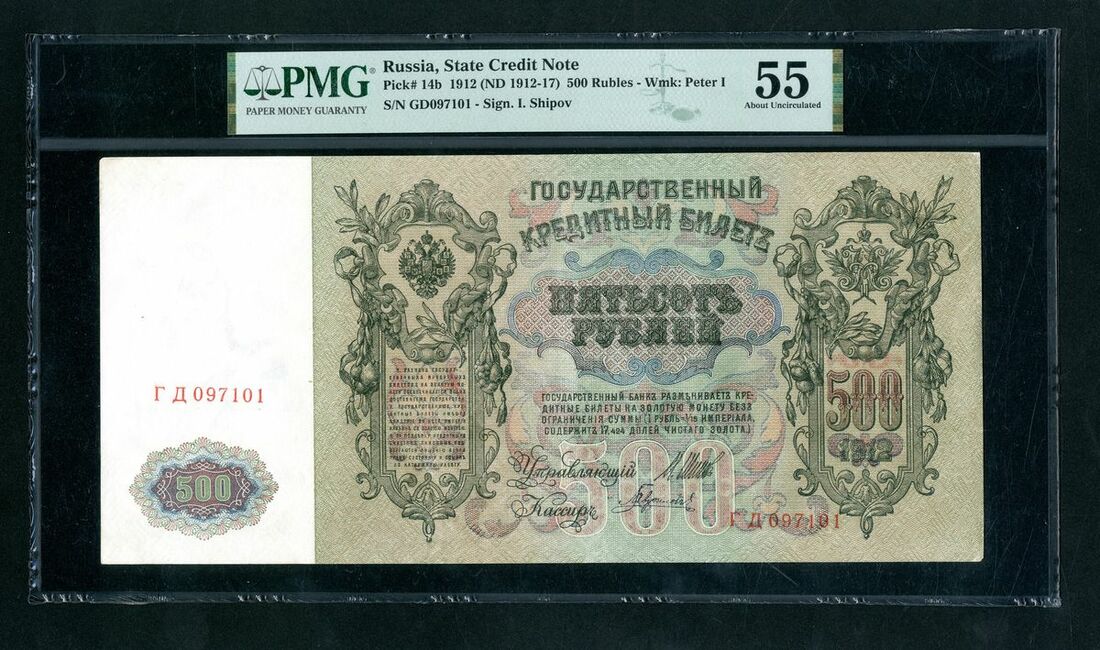 PMG
PAPER MONEY GUARANTY
Russia, State Credit Note
Pick# 14b 1912 (ND 1912-17) 500 Rubles - Wmk: Peter I
S/N GD097101 - Sign. I. Shipov
55
About Uncirculated
ГОСУДАРСТВЕННЫЙ
КРЕДИТНЫЙ БИЛЕТЪ
ПЯТЬСОТЪ
РУБЛЕЙ
ГОСУДАРСТВЕННЫЙ БАНКЪ РАЗМѢНИВАЕТЪ КРЕ-
ДИТНЫЕ БИЛЕТЫ НА ЗОЛОТУЮ МОНЕТУ БЕЗЪ
ОГРАНИЧЕНІЯ СУММЫ (1 РУБЛЬ=1/15 ИМПЕРІАЛА,
СОДЕРЖИТЪ 17,424 ДОЛЕЙ ЧИСТАГО ЗОЛОТА.)
Управляющій
Кассиръ
500
ГД 097101
500
1912
ГД 097101
500